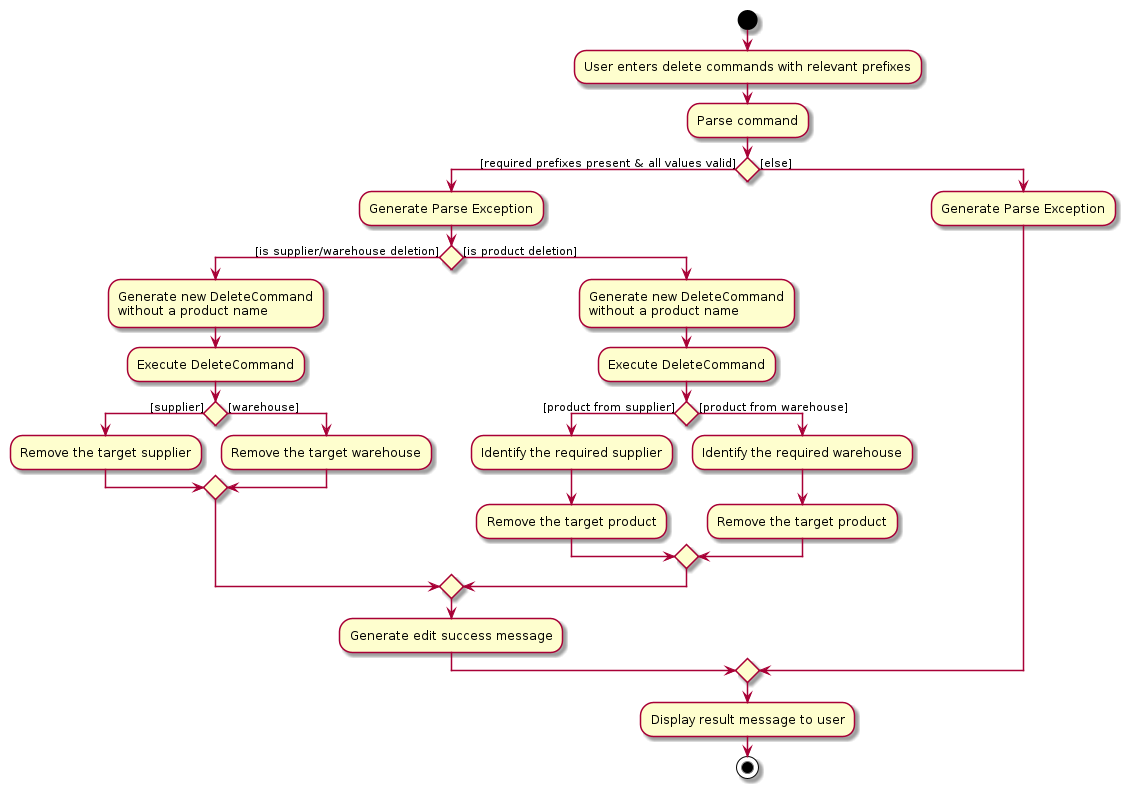 User enters delete commands with relevant prefixes
Parse command
[required prefixes present & all values valid]
[else]
Generate Parse Exception
Generate Parse Exception
[is supplier/warehouse deletion]
[is product deletion]
Generate new DeleteCommand
without a product name
Generate new DeleteCommand
without a product name
Execute DeleteCommand
Execute DeleteCommand
[supplier]
[warehouse]
[product from supplier]
[product from warehouse]
Remove the target supplier
Remove the target warehouse
Identify the required supplier
Identify the required warehouse
Remove the target product
Remove the target product
Generate edit success message
Display result message to user